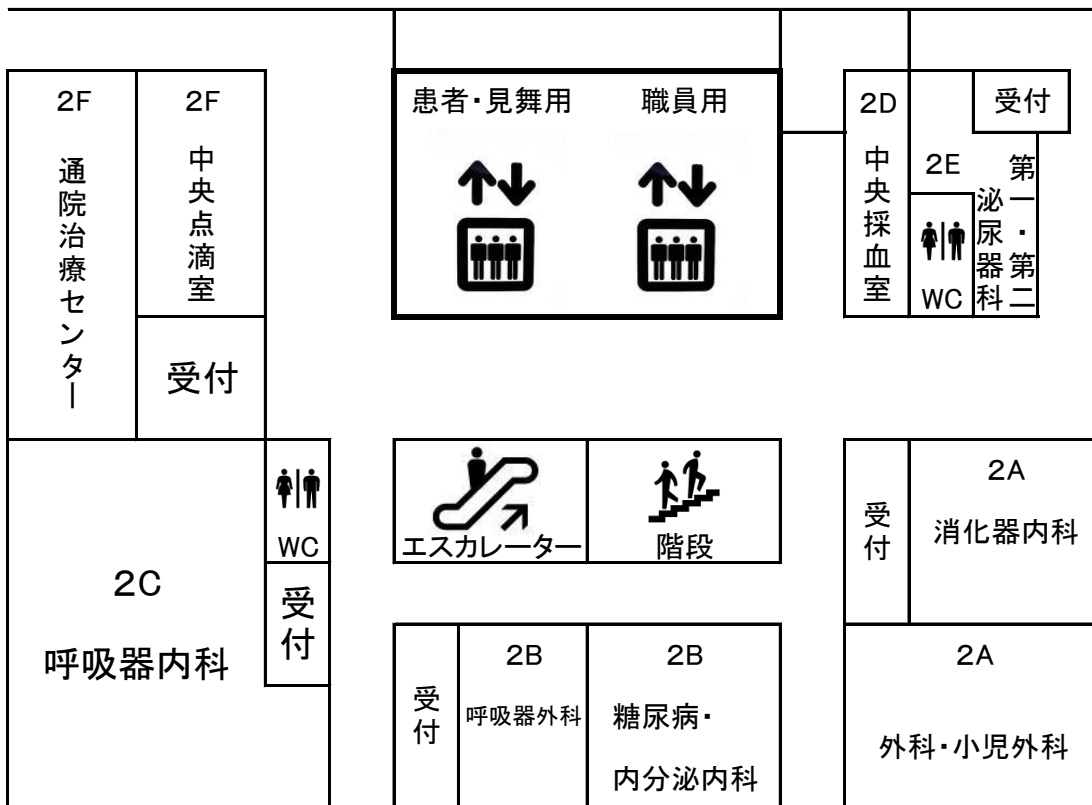 2F
通院治療センター
2F
中央点滴室
受付
患者・見舞用
職員用
2D
中央採血室
2E
受付
第一・第二
泌尿器科
WC
2C
呼吸器内科
WC
受付
エスカレーター
階段
受付
2A
消化器内科
受付
2B
呼吸器外科
2B
糖尿病・
内分泌内科
2A
外科・小児外科